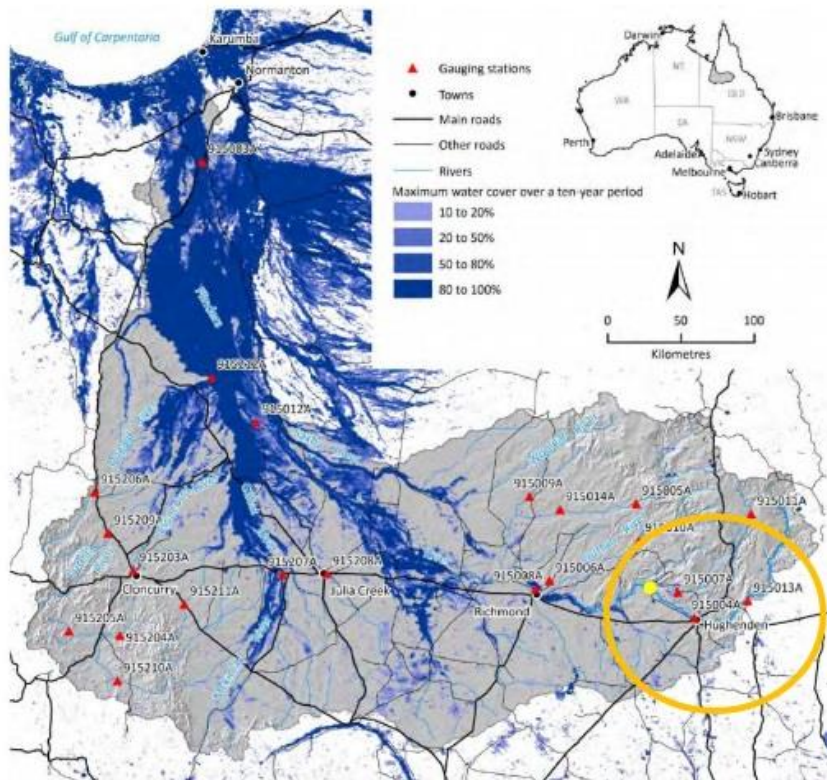 Gulf of Carpentaria
Karumba
Normanton
Gauging stations
Towns
Main roads
Other roads
Rivers
Maximum water cover over a ten-year period
10 to 20%
20 to 50%
50 to 80%
80 to 100%
Darwin
NT
WA
QLD
SA
NSW
VIC
TAS
Brisbane
Perth
Adelaide
Sydney
Canberra
Melbourne
Hobart
N
0 50 100
Kilometres
915083A
915212A
915012A
915206A
915209A
915203A
Cloncurry
915211A
915207A
915208A
Julia Creek
915205A
915204A
915210A
915009A
915014A
915005A
915011A
915008A
915006A
Richmond
915007A
915013A
915004A
Hughenden